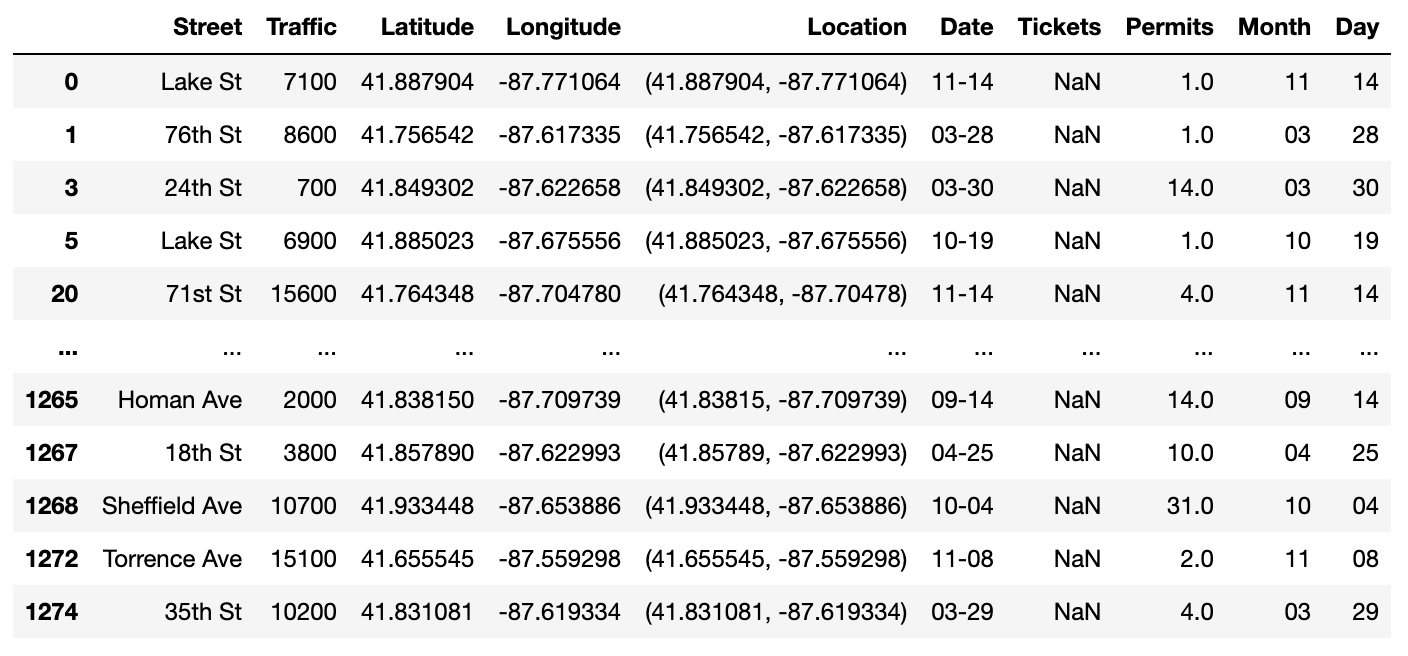 Street Traffic Latitude Longitude Location Date Tickets Permits Month Day
0 Lake St 7100 41.887904 -87.771064 (41.887904, -87.771064) 11-14 NaN 1.0 11 14
1 76th St 8600 41.756542 -87.617335 (41.756542, -87.617335) 03-28 NaN 1.0 03 28
3 24th St 700 41.849302 -87.622658 (41.849302, -87.622658) 03-30 NaN 14.0 03 30
5 Lake St 6900 41.885023 -87.675556 (41.885023, -87.675556) 10-19 NaN 1.0 10 19
20 71st St 15600 41.764348 -87.704780 (41.764348, -87.70478) 11-14 NaN 4.0 11 14
... ... ... ... ... ... ... ... ... ... ...
1265 Homan Ave 2000 41.838150 -87.709739 (41.83815, -87.709739) 09-14 NaN 14.0 09 14
1267 18th St 3800 41.857890 -87.622993 (41.85789, -87.622993) 04-25 NaN 10.0 04 25
1268 Sheffield Ave 10700 41.933448 -87.653886 (41.933448, -87.653886) 10-04 NaN 31.0 10 04
1272 Torrence Ave 15100 41.655545 -87.559298 (41.655545, -87.559298) 11-08 NaN 2.0 11 08
1274 35th St 10200 41.831081 -87.619334 (41.831081, -87.619334) 03-29 NaN 4.0 03 29